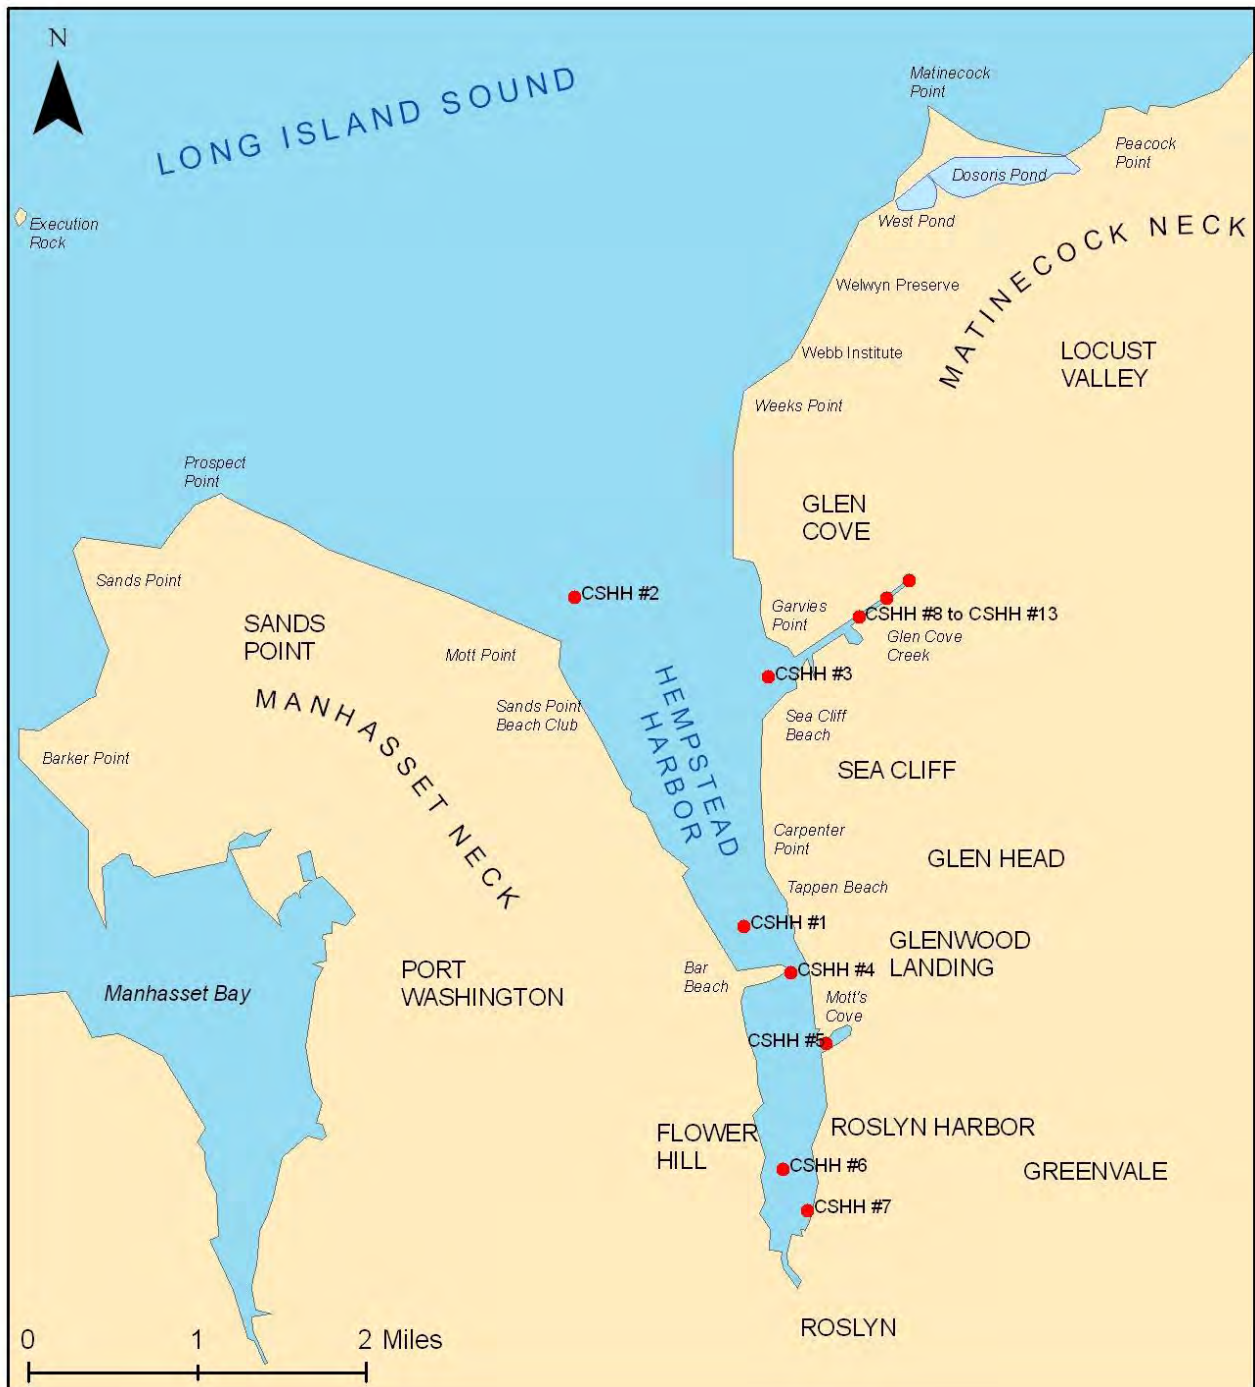 N
LONG ISLAND SOUND
Matinecock
Point
Peacock
Point
Dosoris Pond
Execution
Rock
West Pond
MATINECOCK NECK
Welwyn Preserve
Webb Institute
LOCUST
VALLEY
Weeks Point
Prospect
Point
GLEN
COVE
Sands Point
CSHH #2
Garvies
Point
CSHH #8 to CSHH #13
Glen Cove
Creek
SANDS
POINT
Mott Point
CSHH #3
HEMPSTEAD
HARBOR
MANHASSET NECK
Sands Point
Beach Club
Sea Cliff
Beach
Barker Point
SEA CLIFF
Carpenter
Point
GLEN HEAD
Tappen Beach
CSHH #1
GLENWOOD
LANDING
PORT
WASHINGTON
Bar
Beach
CSHH #4
Manhasset Bay
Mott's
Cove
CSHH #5
FLOWER
HILL
ROSLYN HARBOR
CSHH #6
GREENVALE
CSHH #7
ROSLYN
0 1 2 Miles